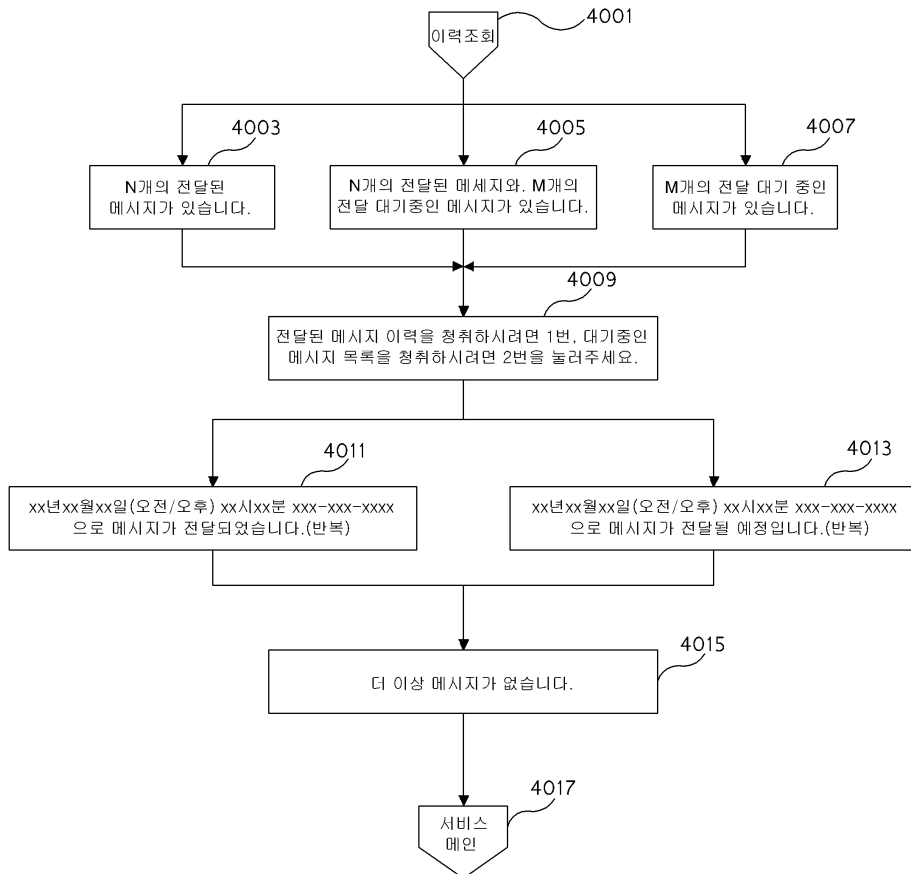 이력조회
4001
4003
N개의 전달된
메시지가 있습니다.
4005
N개의 전달된 메세지와. M개의
전달 대기중인 메시지가 있습니다.
4007
M개의 전달 대기 중인
메시지가 있습니다.
4009
전달된 메시지 이력을 청취하시려면 1번, 대기중인
메시지 목록을 청취하시려면 2번을 눌러주세요.
4011
xx년xx월xx일(오전/오후) xx시xx분 xxx-xxx-xxxx
으로 메시지가 전달되었습니다.(반복)
4013
xx년xx월xx일(오전/오후) xx시xx분 xxx-xxx-xxxx
으로 메시지가 전달될 예정입니다.(반복)
4015
더 이상 메시지가 없습니다.
4017
서비스
메인